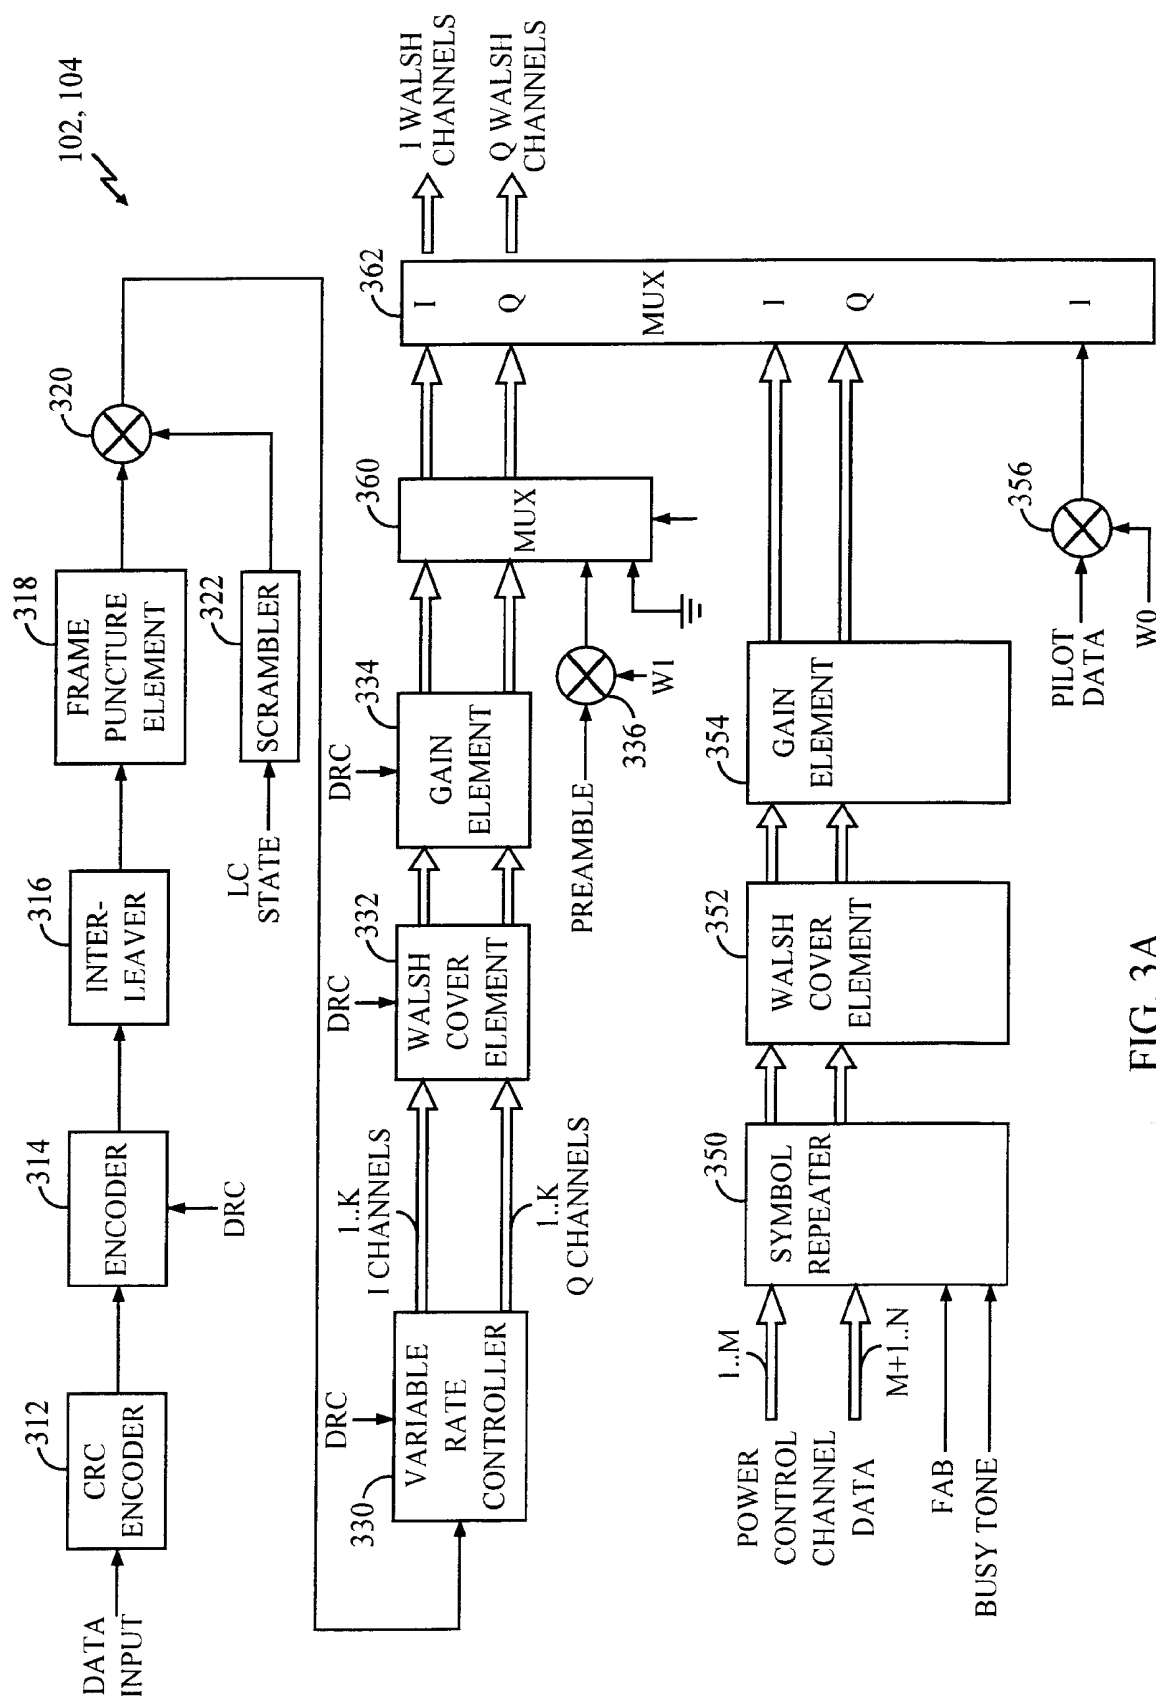 102, 104
DATA
INPUT
312
CRC
ENCODER
314
ENCODER
DRC
316
INTER-
LEAVER
318
FRAME
PUNCTURE
ELEMENT
320
LC
STATE
322
SCRAMBLER
DRC
330
VARIABLE
RATE
CONTROLLER
1..K
I CHANNELS
1..K
Q CHANNELS
DRC
332
WALSH
COVER
ELEMENT
DRC
334
GAIN
ELEMENT
PREAMBLE
336
W1
360
MUX
362
I
Q
MUX
I
Q
I
I WALSH
CHANNELS
Q WALSH
CHANNELS
POWER
CONTROL
CHANNEL
DATA
1..M
M+1..N
FAB
BUSY TONE
350
SYMBOL
REPEATER
352
WALSH
COVER
ELEMENT
354
GAIN
ELEMENT
PILOT
DATA
356
W0
FIG. 3A